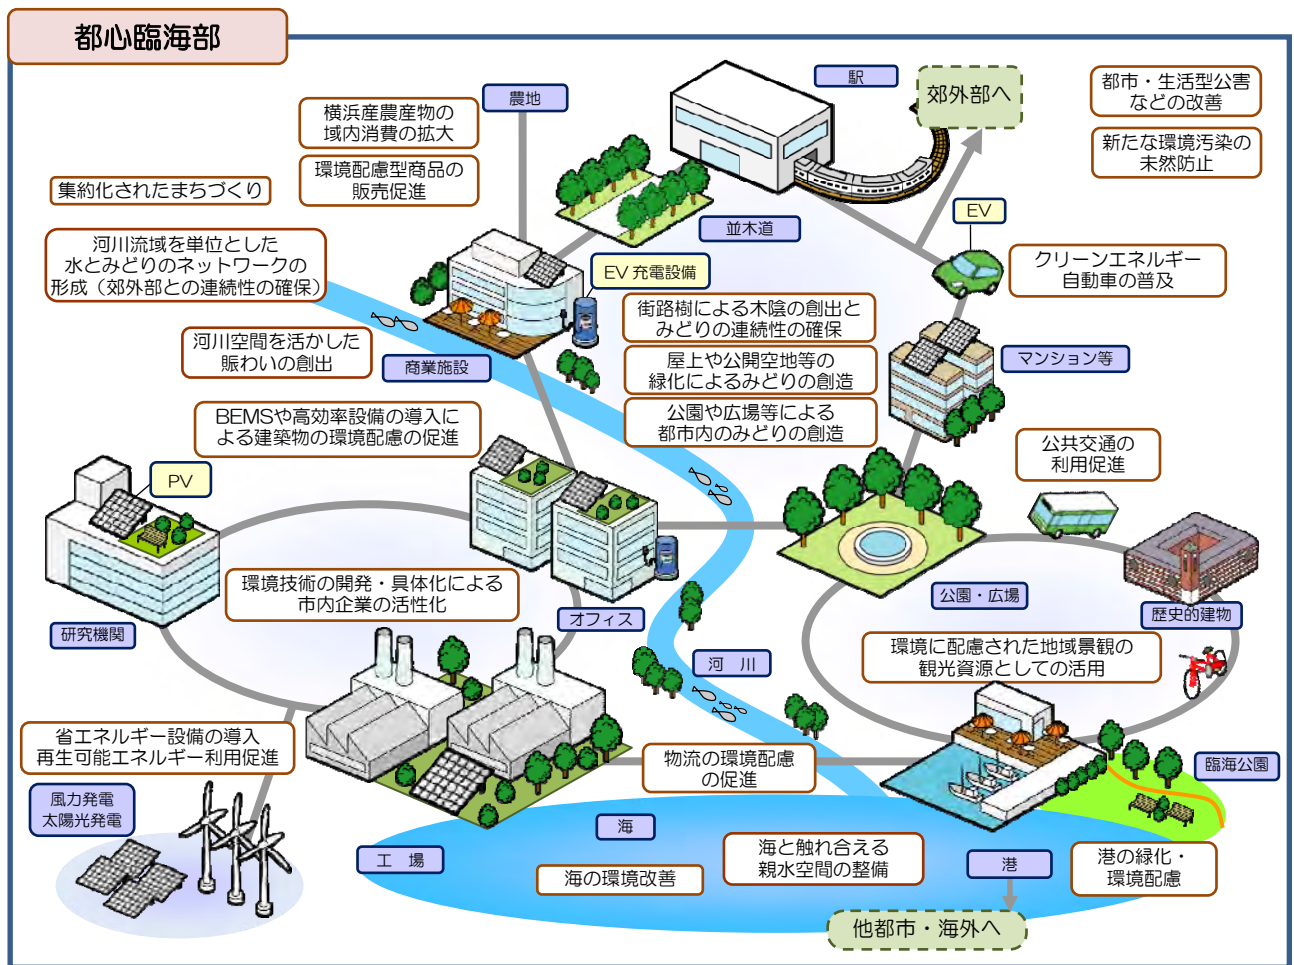 都心臨海部
駅
郊外部へ
都市・生活型公害
などの改善
農地
横浜産農産物の
域内消費の拡大
新たな環境汚染の
未然防止
環境配慮型商品の
販売促進
集約化されたまちづくり
並木道
EV
河川流域を単位とした
水とみどりのネットワークの
形成（郊外部との連続性の確保）
EV 充電設備
クリーンエネルギー
自動車の普及
街路樹による木陰の創出と
みどりの連続性の確保
河川空間を活かした
賑わいの創出
商業施設
屋上や公開空地等の
緑化によるみどりの創造
マンション等
BEMSや高効率設備の導入に
よる建築物の環境配慮の促進
公園や広場等による
都市内のみどりの創造
公共交通の
利用促進
PV
環境技術の開発・具体化による
市内企業の活性化
公園・広場
歴史的建物
研究機関
オフィス
河　川
環境に配慮された地域景観の
観光資源としての活用
省エネルギー設備の導入
再生可能エネルギー利用促進
物流の環境配慮
の促進
臨海公園
風力発電
太陽光発電
海
工　場
海の環境改善
海と触れ合える
親水空間の整備
港
港の緑化・
環境配慮
他都市・海外へ